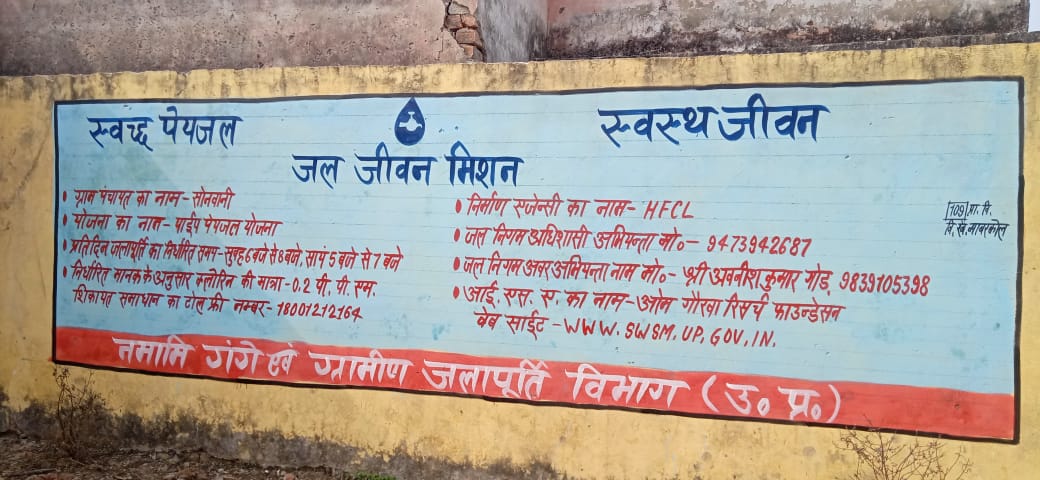 स्वच्छ पेयजल
स्वस्थ जीवन
जल जीवन मिशन
• ग्राम पंचायत का नाम - सोनवानी
• योजना का नाम - पाईप पेयजल योजना
• प्रतिदिन जलापूर्ति का निर्धारित समय - सुबह 6 बजे से 8 बजे, सायं 5 बजे से 7 बजे
• निर्धारित मानक के अनुसार क्लोरिन की मात्रा - 0.2 पी. पी. एम.
शिकायत समाधान का टोल फ्री नम्बर - 18001212164
• निर्माण एजेन्सी का नाम - HFCL
• जल निगम अधिशासी अभियन्ता मो० - 9473942687
• जल निगम अवर अभियन्ता नाम मो० - श्री अवनीश कुमार गोड़ 9839105398
• आई. एस. ए. का नाम - ओम गौरवा रिसर्च फाउन्डेसन
वेब साईट - WWW. SWSM. UP. GOV. IN.
109 ग्रा. वि.
नमामि गंगे एवं ग्रामीण जलापूर्ति विभाग (उ० प्र०)